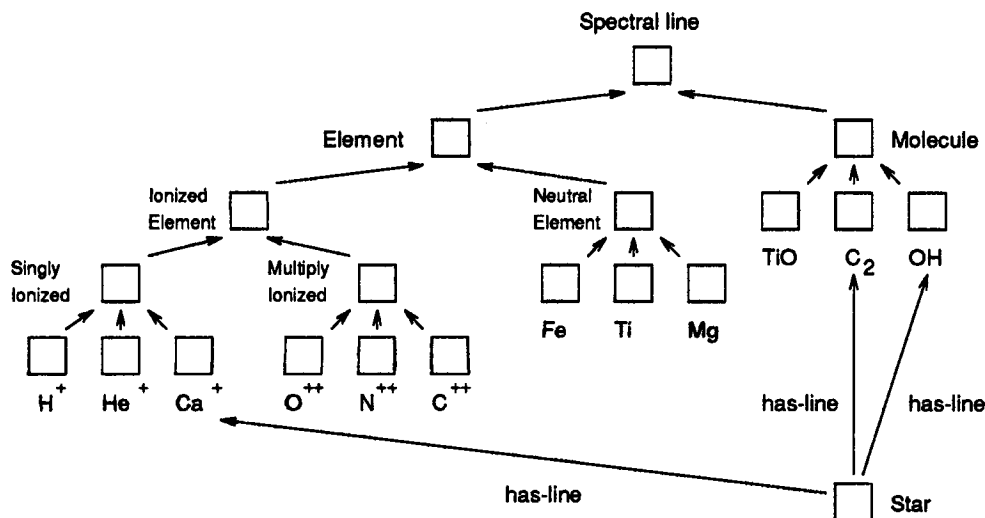 Spectral line
Element
Molecule
Ionized
Element
Neutral
Element
TiO
C₂
OH
Singly
Ionized
Multiply
Ionized
Fe
Ti
Mg
H⁺
He⁺
Ca⁺
O⁺⁺
N⁺⁺
C⁺⁺
has-line
has-line
has-line
Star